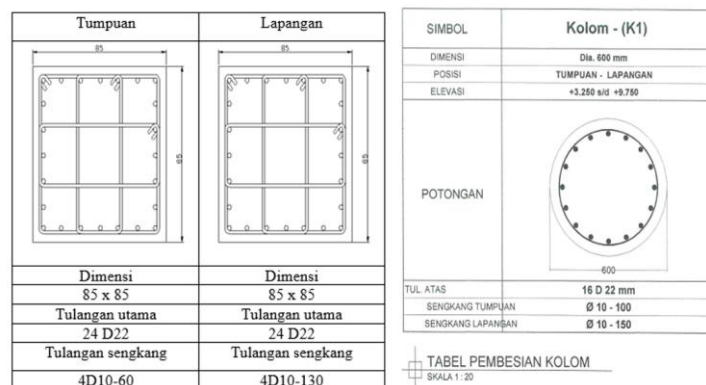 Tumpuan Lapangan
85 85
85 85
Dimensi Dimensi
85 x 85 85 x 85
Tulangan utama Tulangan utama
24 D22 24 D22
Tulangan sengkang Tulangan sengkang
4D10-60 4D10-130
SIMBOL Kolom - (K1)
DIMENSI Dia. 600 mm
POSISI TUMPUAN - LAPANGAN
ELEVASI +3.250 s/d +9.750
POTONGAN
600
TUL. ATAS 16 D 22 mm
SENGKANG TUMPUAN Ø 10 - 100
SENGKANG LAPANGAN Ø 10 - 150
TABEL PEMBESIAN KOLOM
SKALA 1 : 20